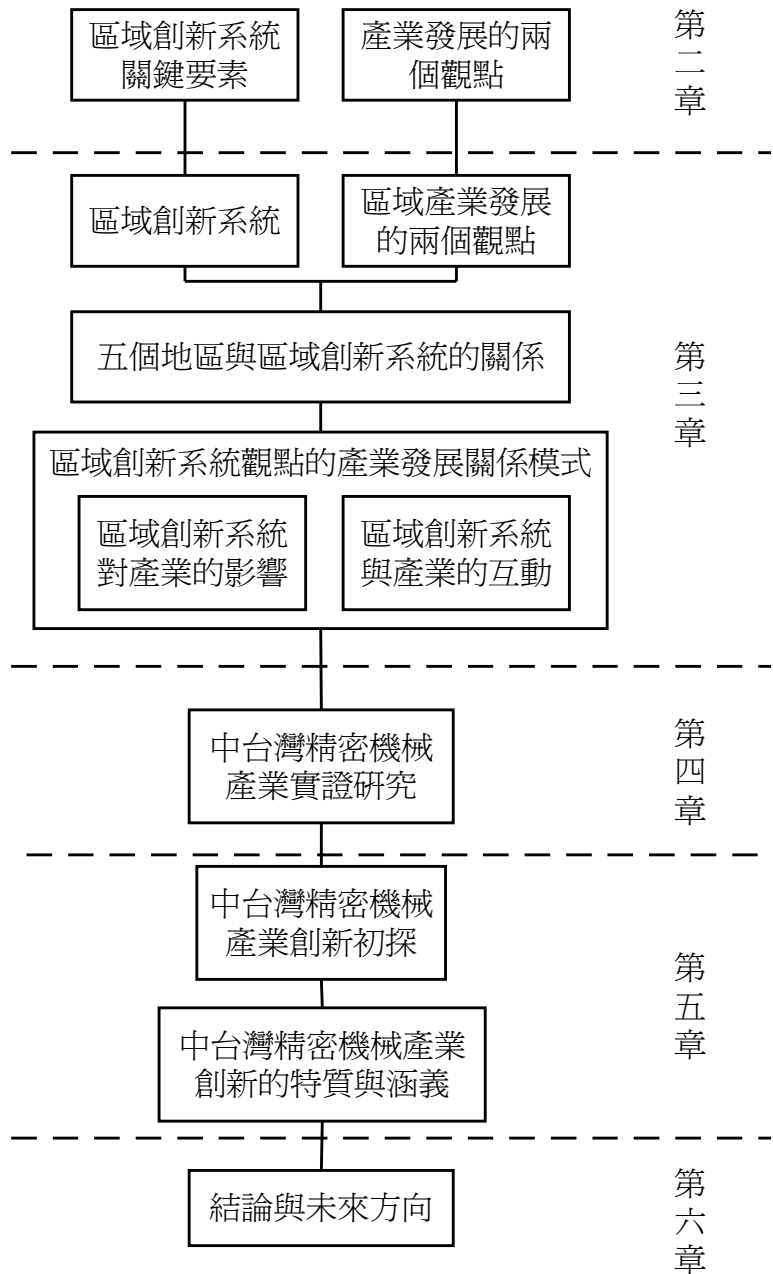 區域創新系統
關鍵要素
產業發展的兩
個觀點
第
二
章
區域創新系統
區域產業發展
的兩個觀點
五個地區與區域創新系統的關係
第
三
章
區域創新系統觀點的產業發展關係模式
區域創新系統
對產業的影響
區域創新系統
與產業的互動
中台灣精密機械
產業實證研究
第
四
章
中台灣精密機械
產業創新初探
中台灣精密機械產業
創新的特質與涵義
第
五
章
結論與未來方向
第
六
章